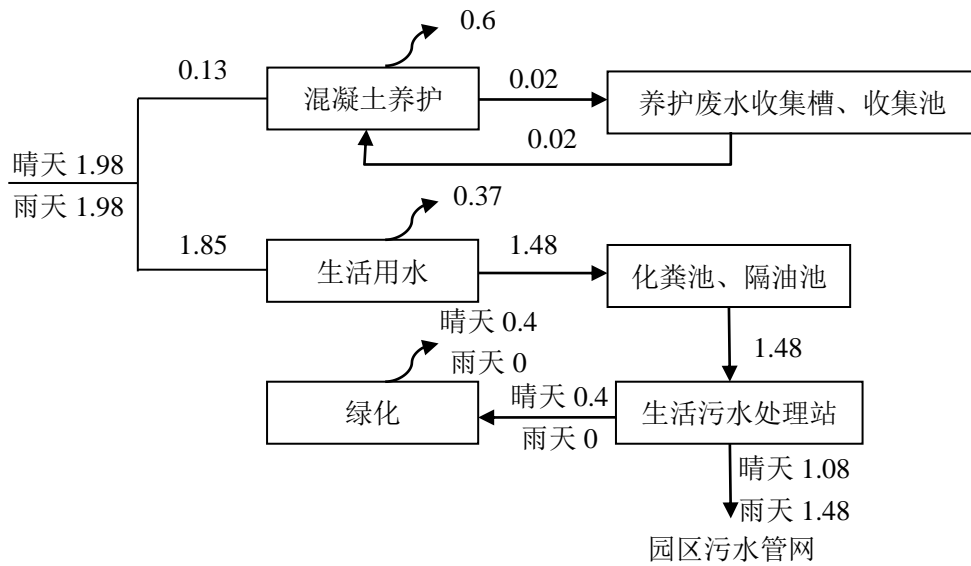 0.6
0.13
混凝土养护
0.02
养护废水收集槽、收集池
0.02
晴天 1.98
雨天 1.98
0.37
1.85
生活用水
1.48
化粪池、隔油池
晴天 0.4
雨天 0
1.48
绿化
晴天 0.4
雨天 0
生活污水处理站
晴天 1.08
雨天 1.48
园区污水管网